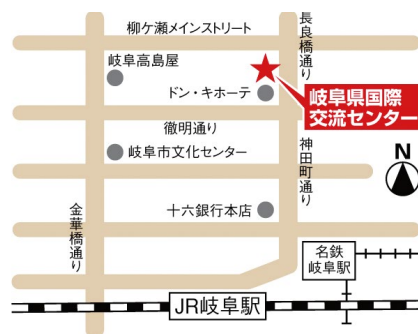 柳ケ瀬メインストリート
長良橋通り
岐阜高島屋
ドン・キホーテ
岐阜県国際
交流センター
徹明通り
岐阜市文化センター
神田町通り
N
金華橋通り
十六銀行本店
名鉄
岐阜駅
JR岐阜駅